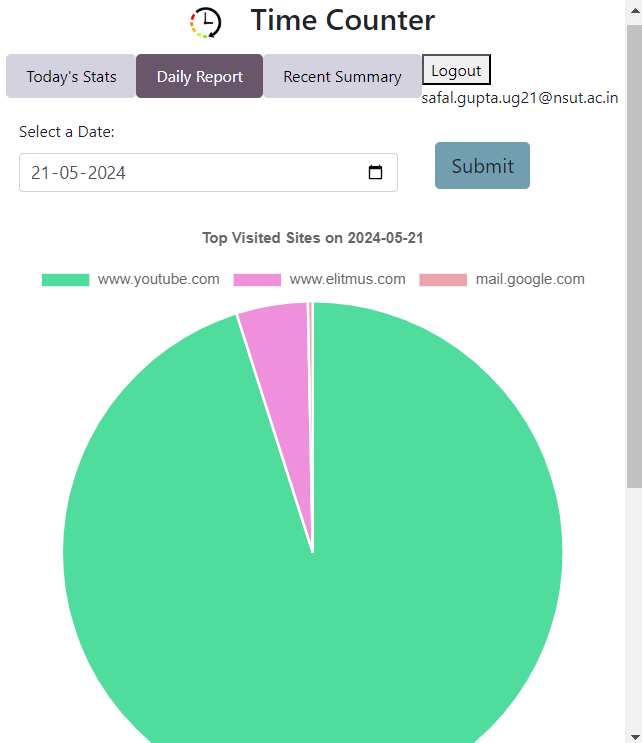 Time Counter
Today's Stats Daily Report Recent Summary Logout
safal.gupta.ug21@nsut.ac.in
Select a Date:
21-05-2024 Submit
Top Visited Sites on 2024-05-21
www.youtube.com www.elitmus.com mail.google.com